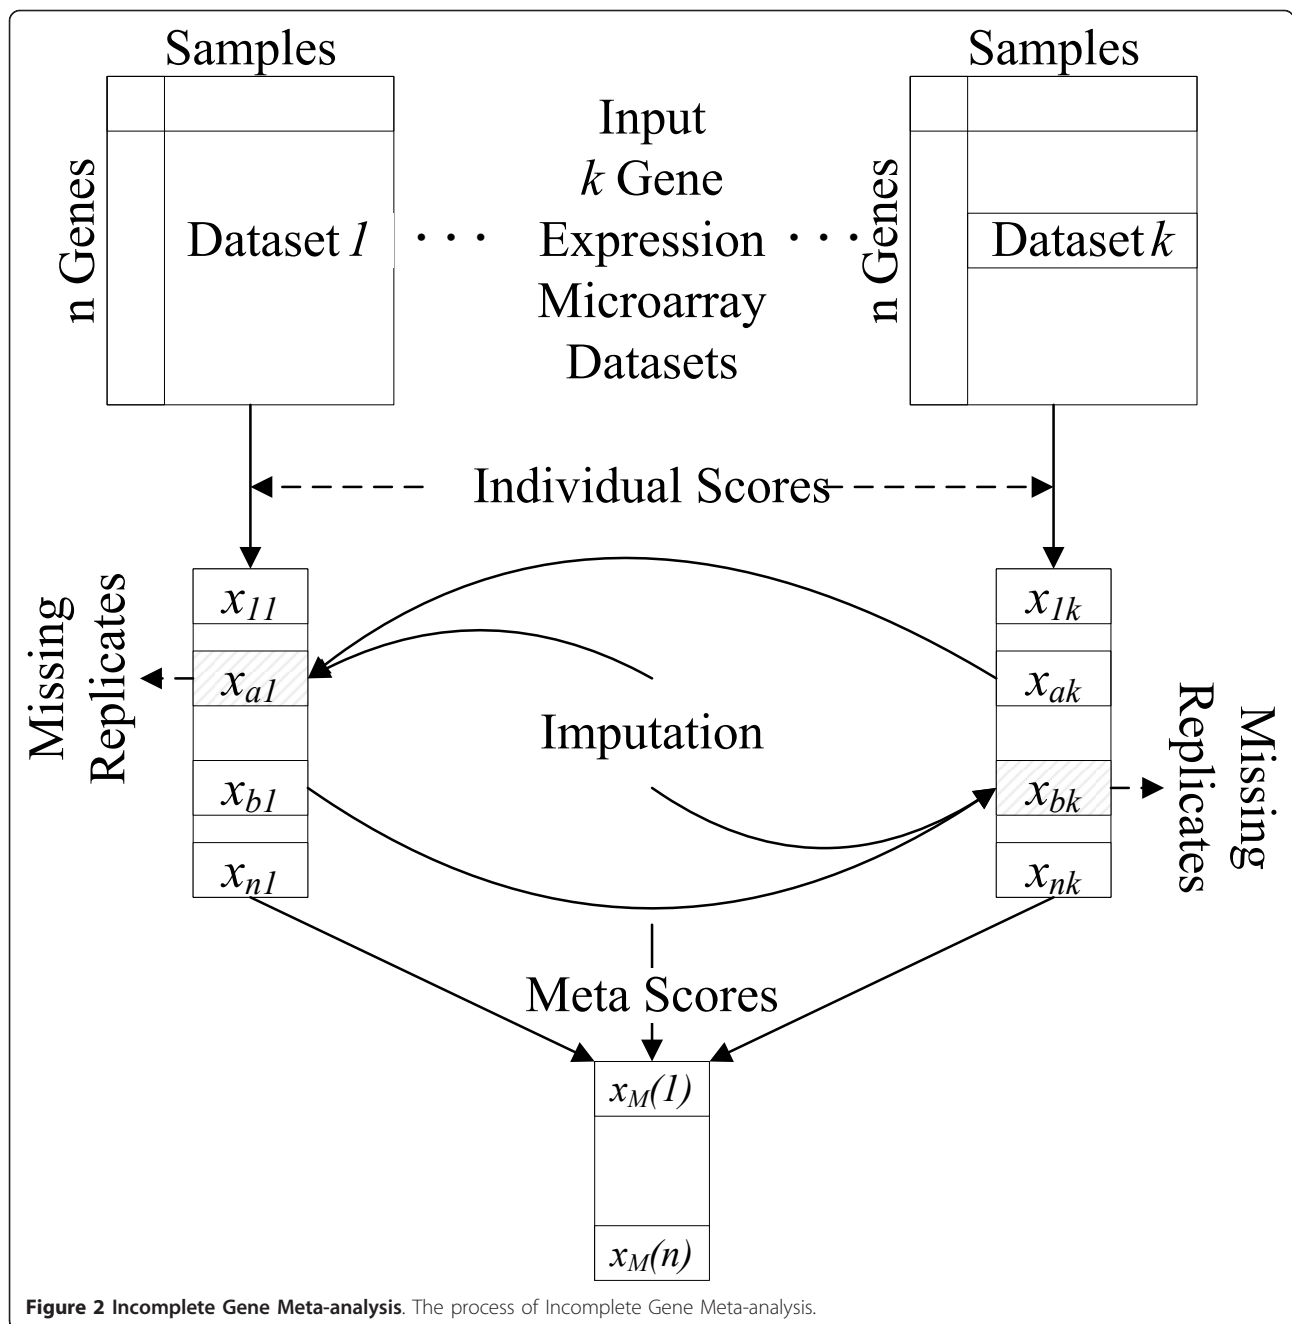 Samples
Samples
n Genes
Dataset 1
· · ·
Input
k Gene
Expression
Microarray
Datasets
· · ·
n Genes
Dataset k
Individual Scores
Missing
Replicates
x11
xa1
xb1
xn1
Imputation
x1k
xak
xbk
xnk
Missing
Replicates
Meta Scores
xM(1)
xM(n)
Figure 2 Incomplete Gene Meta-analysis. The process of Incomplete Gene Meta-analysis.